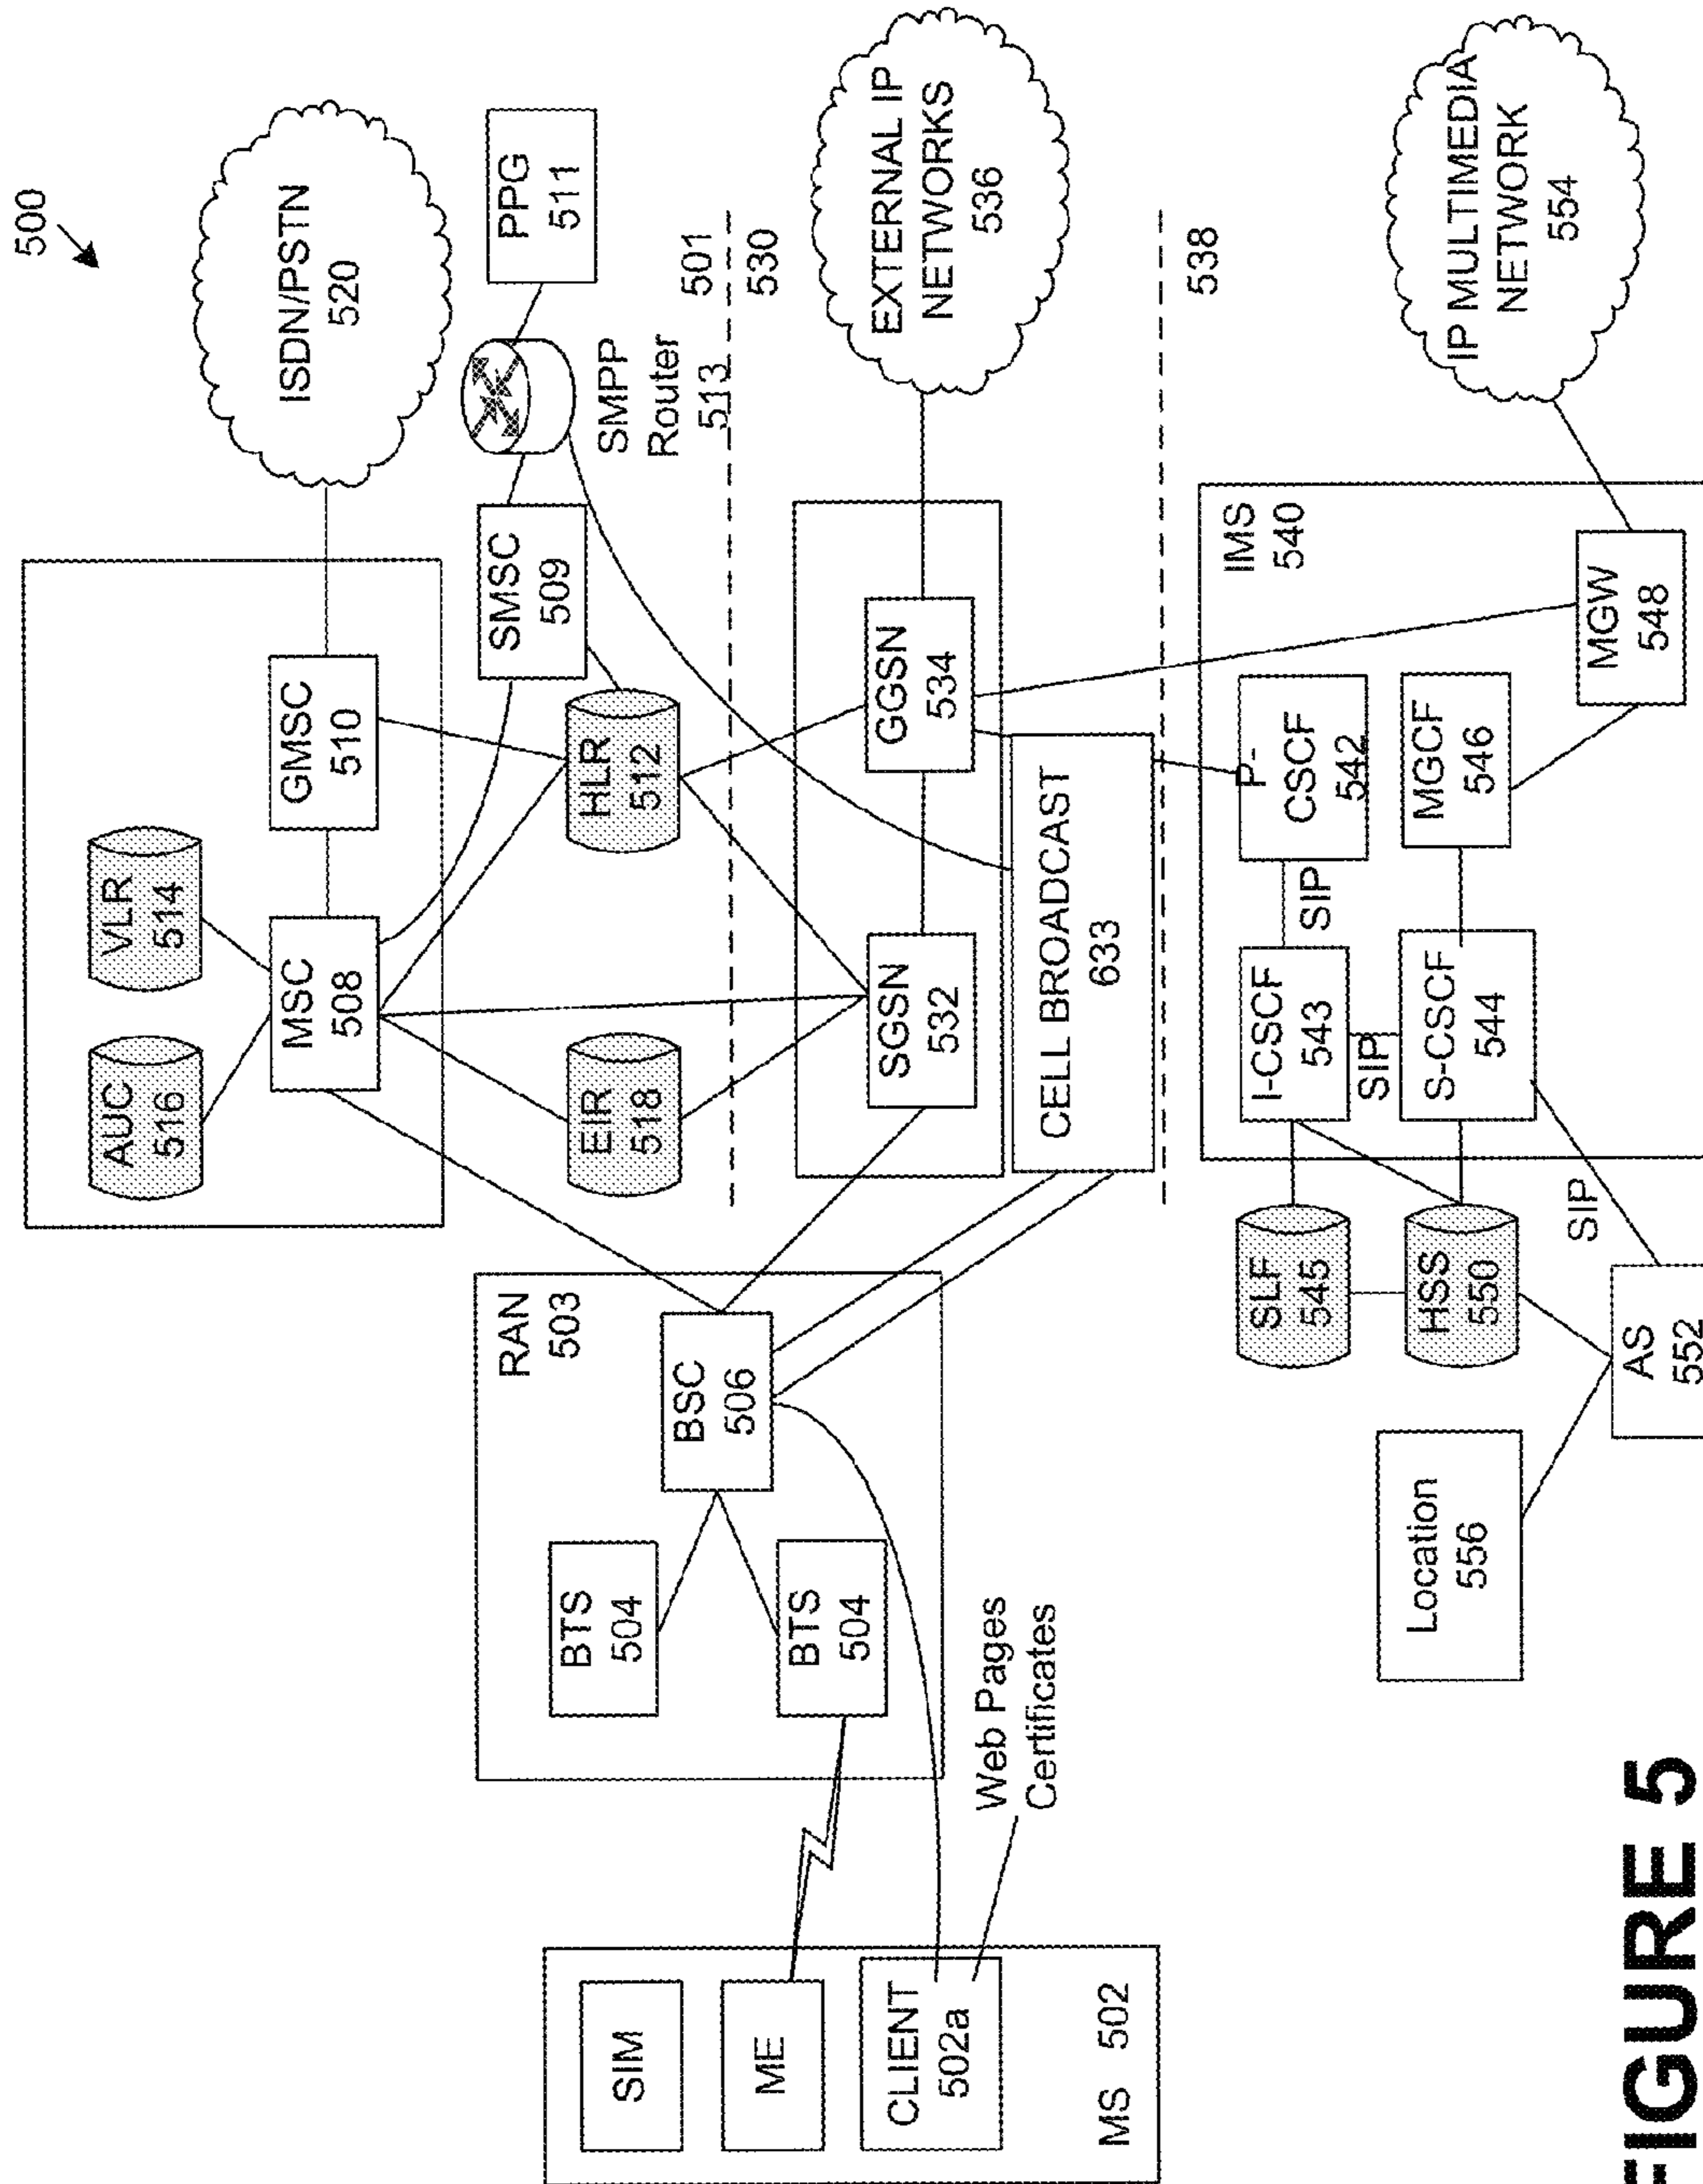 500
AUC
516
VLR
514
MSC
508
GMSC
510
ISDN/PSTN
520
SMSC
509
PPG
511
SMPP
Router
513
EIR
518
HLR
512
501
530
RAN
503
BTS
504
BTS
504
BSC
506
SIM
ME
CLIENT
502a
MS 502
Web Pages
Certificates
SGSN
532
GGSN
534
EXTERNAL IP
NETWORKS
536
CELL BROADCAST
633
538
IMS
540
P-
CSCF
542
SIP
I-CSCF
543
SIP
S-CSCF
544
MGCF
546
MGW
548
IP MULTIMEDIA
NETWORK
554
SLF
545
HSS
550
SIP
AS
552
Location
556
FIGURE 5